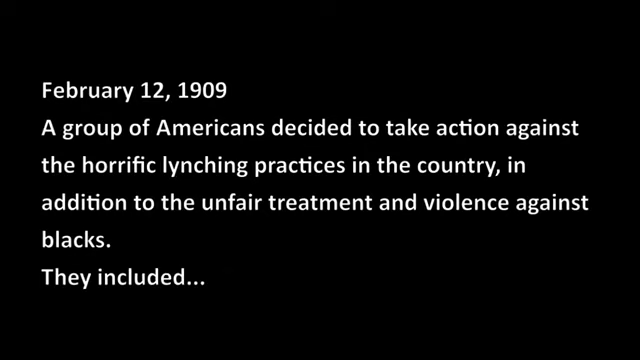 February 12, 1909
A group of Americans decided to take action against
the horrific lynching practices in the country, in
addition to the unfair treatment and violence against
blacks.
They included...